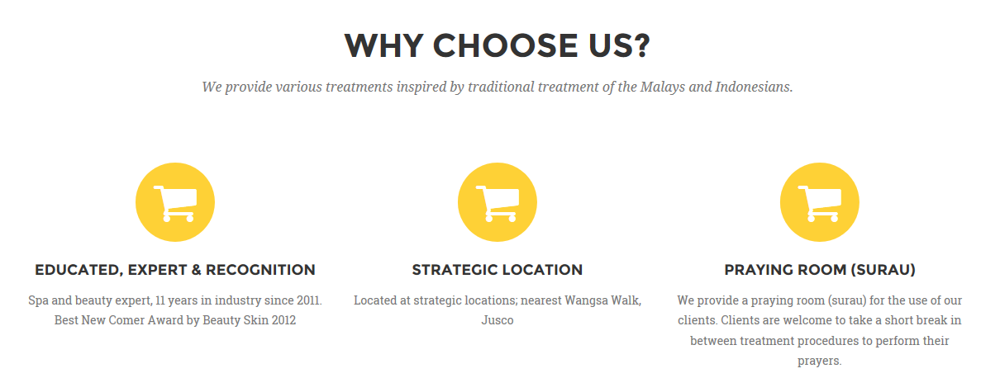 WHY CHOOSE US?
We provide various treatments inspired by traditional treatment of the Malays and Indonesians.
EDUCATED, EXPERT & RECOGNITION
Spa and beauty expert, 11 years in industry since 2011.
Best New Comer Award by Beauty Skin 2012
STRATEGIC LOCATION
Located at strategic locations; nearest Wangsa Walk,
Jusco
PRAYING ROOM (SURAU)
We provide a praying room (surau) for the use of our
clients. Clients are welcome to take a short break in
between treatment procedures to perform their
prayers.